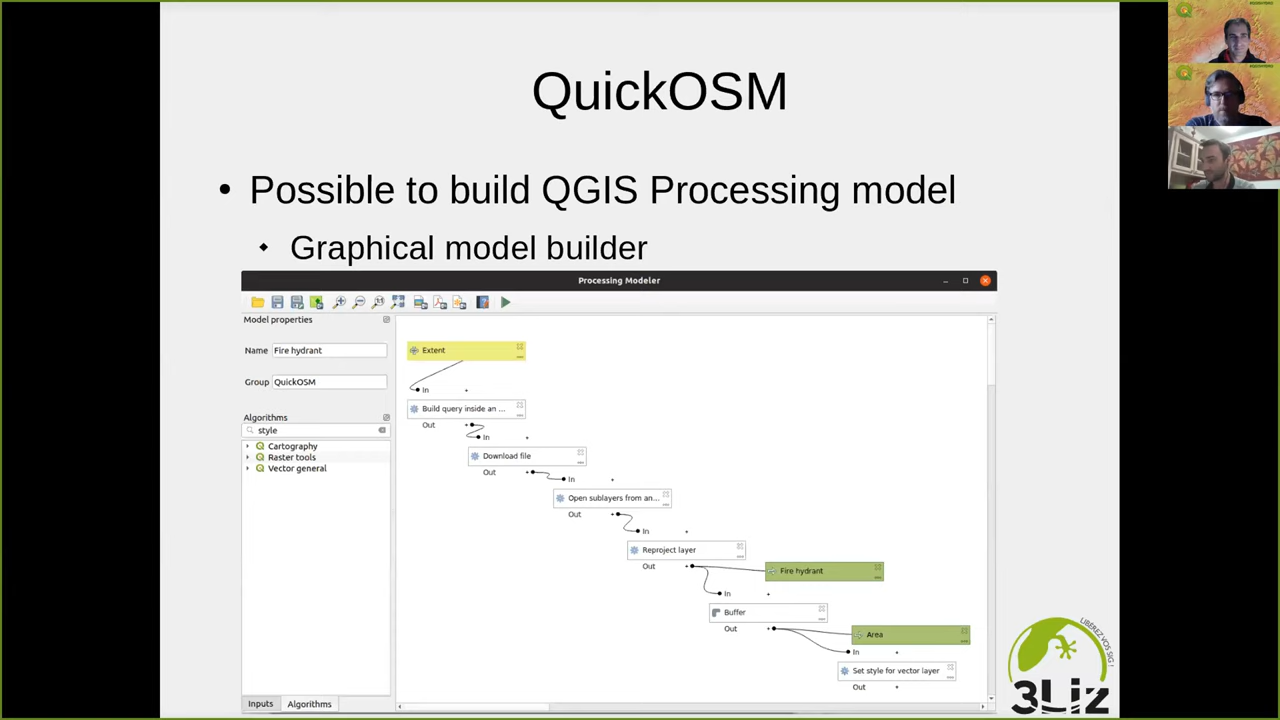 QuickOSM
• Possible to build QGIS Processing model
Graphical model builder
Processing Modeler
Model properties
Name Fire hydrant
Group QuickOSM
Algorithms
style
Cartography
Raster tools
Vector general
Inputs Algorithms
Extent
In
Build query inside an ...
Out
In
Download file
Out
In
Open sublayers from an...
Out
In
Reproject layer
Out
Fire hydrant
In
Buffer
Out
Area
In
Set style for vector layer
Out
LIBÉREZ VOS SIG !
3Liz